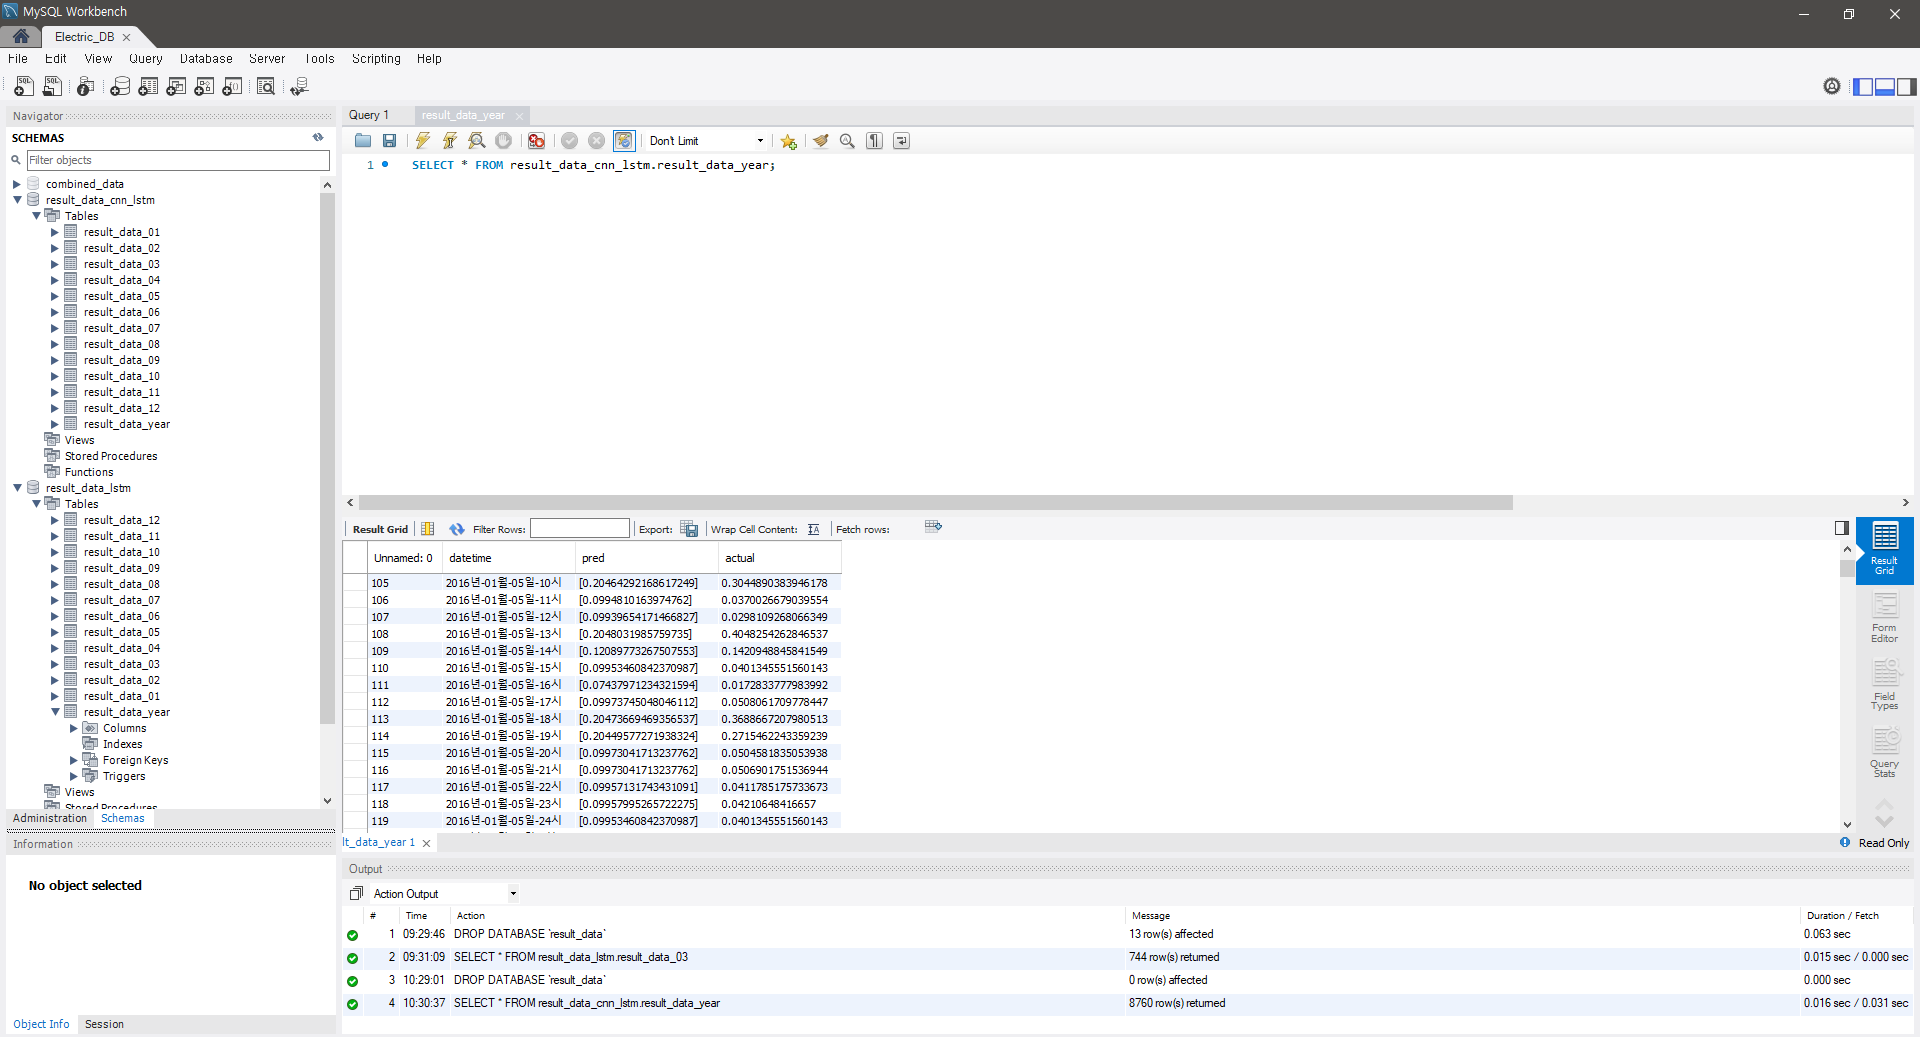 MySQL Workbench
Electric_DB
File Edit View Query Database Server Tools Scripting Help
Navigator
SCHEMAS
Filter objects
combined_data
result_data_cnn_lstm
Tables
result_data_01
result_data_02
result_data_03
result_data_04
result_data_05
result_data_06
result_data_07
result_data_08
result_data_09
result_data_10
result_data_11
result_data_12
result_data_year
Views
Stored Procedures
Functions
result_data_lstm
Tables
result_data_12
result_data_11
result_data_10
result_data_09
result_data_08
result_data_07
result_data_06
result_data_05
result_data_04
result_data_03
result_data_02
result_data_01
result_data_year
Columns
Indexes
Foreign Keys
Triggers
Views
Stored Procedures
Administration Schemas
Information
No object selected
Object Info Session
Query 1 result_data_year
Don't Limit
1 SELECT * FROM result_data_cnn_lstm.result_data_year;
Result Grid Filter Rows: Export: Wrap Cell Content: Fetch rows:
Unnamed: 0 datetime pred actual
105 2016년-01월-05일-10시 [0.20464292168617249] 0.3044890383946178
106 2016년-01월-05일-11시 [0.0994810163974762] 0.0370026679039554
107 2016년-01월-05일-12시 [0.09939654171466827] 0.0298109268066349
108 2016년-01월-05일-13시 [0.2048031985759735] 0.4048254262846537
109 2016년-01월-05일-14시 [0.12089773267507553] 0.1420948845841549
110 2016년-01월-05일-15시 [0.09953460842370987] 0.0401345551560143
111 2016년-01월-05일-16시 [0.07437971234321594] 0.0172833777983992
112 2016년-01월-05일-17시 [0.09973745048046112] 0.0508061709778447
113 2016년-01월-05일-18시 [0.20473669469356537] 0.3688667207980513
114 2016년-01월-05일-19시 [0.20449577271938324] 0.2715462243359239
115 2016년-01월-05일-20시 [0.09973041713237762] 0.0504581835053938
116 2016년-01월-05일-21시 [0.09973041713237762] 0.0506901751536944
117 2016년-01월-05일-22시 [0.09957131743431091] 0.0411785175733673
118 2016년-01월-05일-23시 [0.09957995265722275] 0.04210648416657
119 2016년-01월-05일-24시 [0.09953460842370987] 0.0401345551560143
Result
Grid
Form
Editor
Field
Types
Query
Stats
lt_data_year 1
Read Only
Output
Action Output
# Time Action Message Duration / Fetch
1 09:29:46 DROP DATABASE `result_data` 13 row(s) affected 0.063 sec
2 09:31:09 SELECT * FROM result_data_lstm.result_data_03 744 row(s) returned 0.015 sec / 0.000 sec
3 10:29:01 DROP DATABASE `result_data` 0 row(s) affected 0.000 sec
4 10:30:37 SELECT * FROM result_data_cnn_lstm.result_data_year 8760 row(s) returned 0.016 sec / 0.031 sec